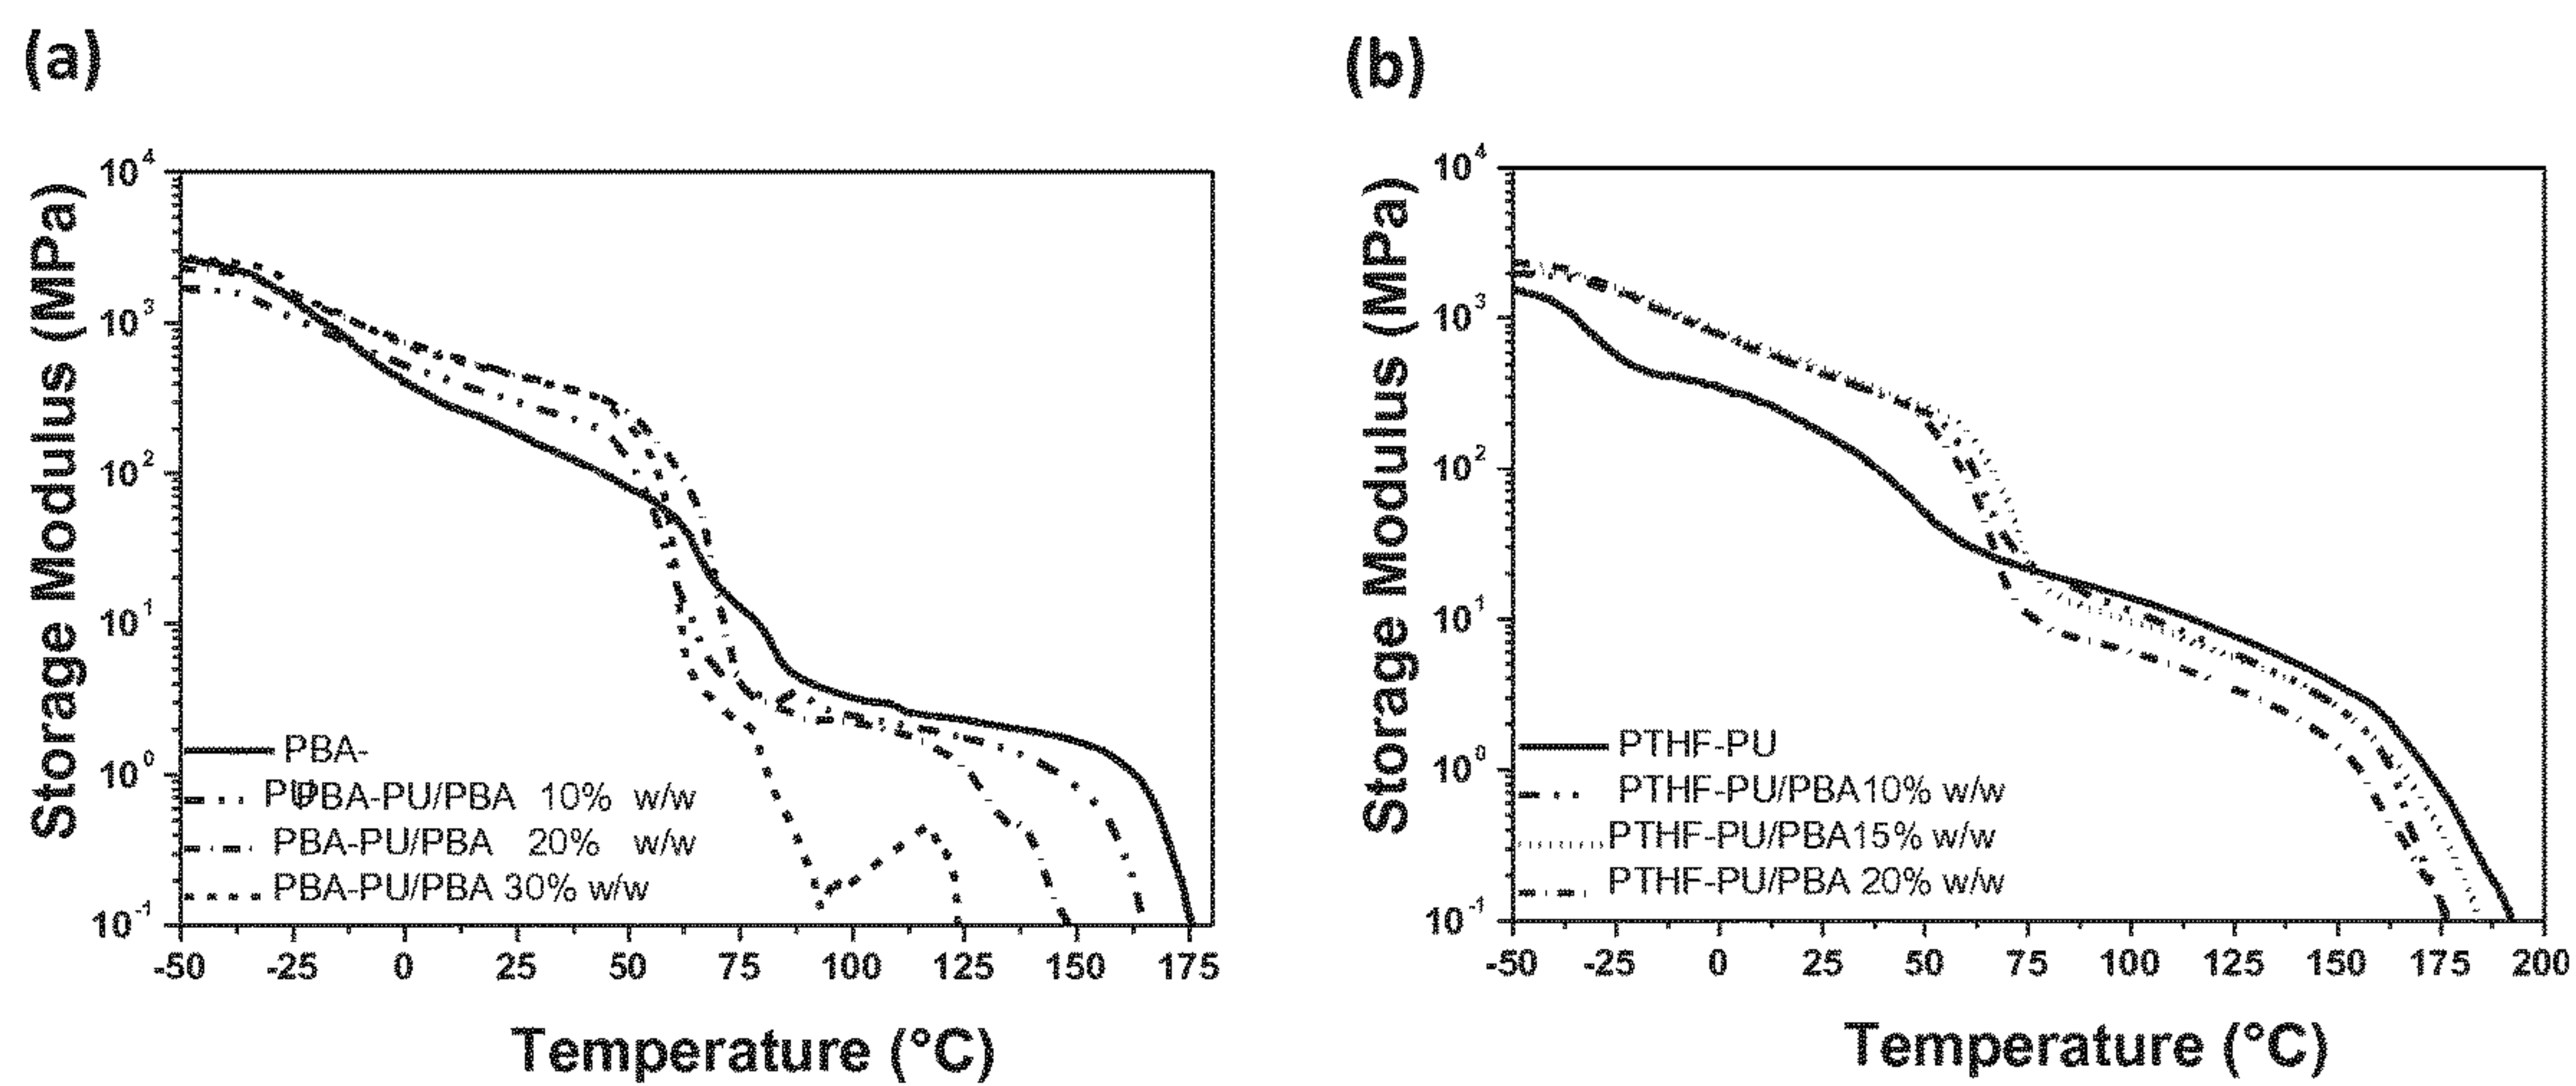 (a)
Storage Modulus (MPa)
10^4
10^3
10^2
10^1
10^0
10^-1
PBA-
PU
PBA-PU/PBA 10% w/w
PBA-PU/PBA 20% w/w
PBA-PU/PBA 30% w/w
-50 -25 0 25 50 75 100 125 150 175
Temperature (°C)
(b)
Storage Modulus (MPa)
10^4
10^3
10^2
10^1
10^0
10^-1
PTHF-PU
PTHF-PU/PBA10% w/w
PTHF-PU/PBA15% w/w
PTHF-PU/PBA 20% w/w
-50 -25 0 25 50 75 100 125 150 175 200
Temperature (°C)